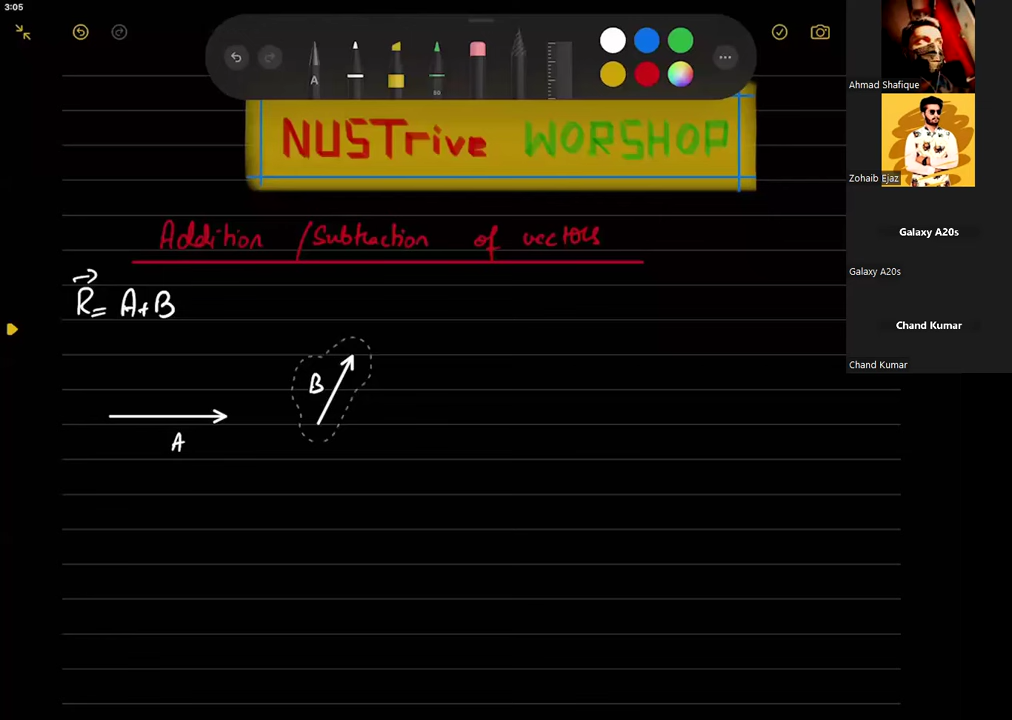 3:05
A
80
NUSTrive WORSHOP
Addition /Subtraction of vectors
R= A+B
B
A
Ahmad Shafique
Zohaib Ejaz
Galaxy A20s
Galaxy A20s
Chand Kumar
Chand Kumar